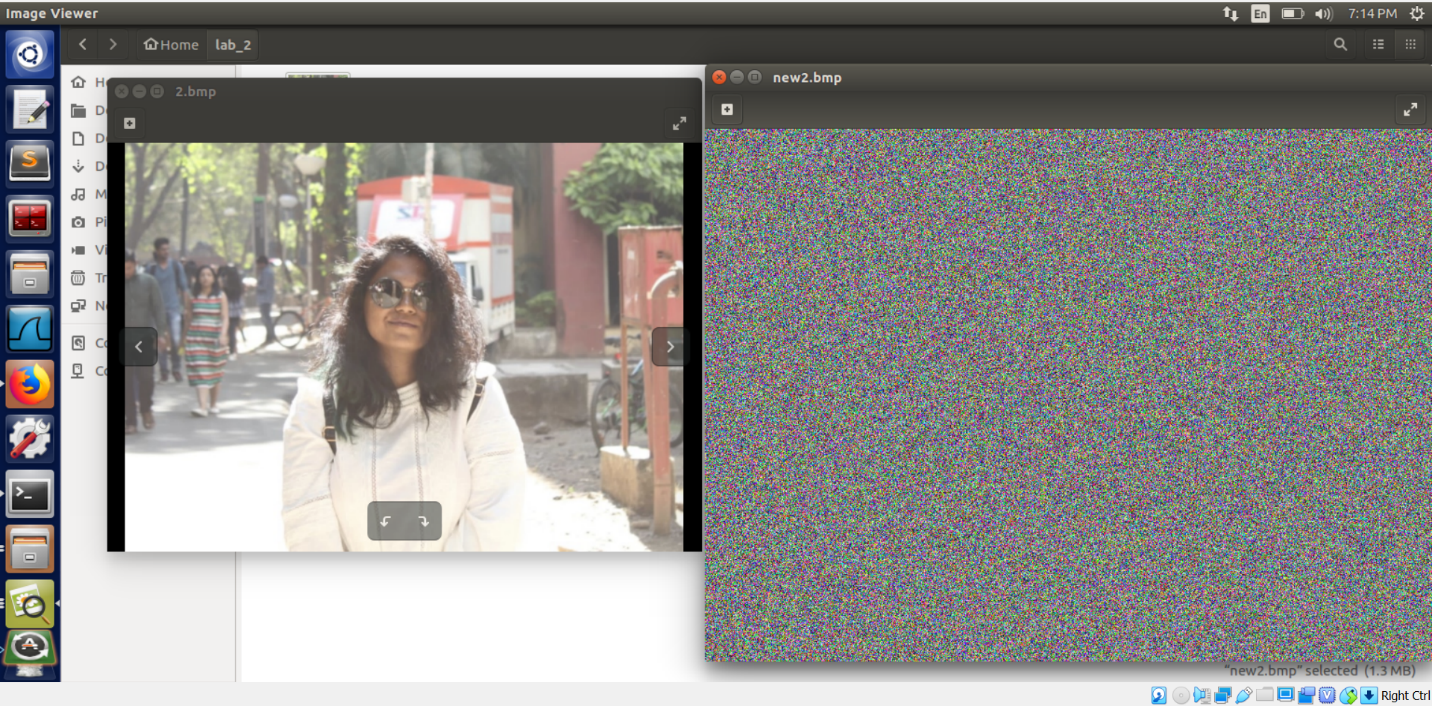 Image Viewer
En
7:14 PM
Home
lab_2
2.bmp
new2.bmp
S
"new2.bmp" selected (1.3 MB)
Right Ctrl